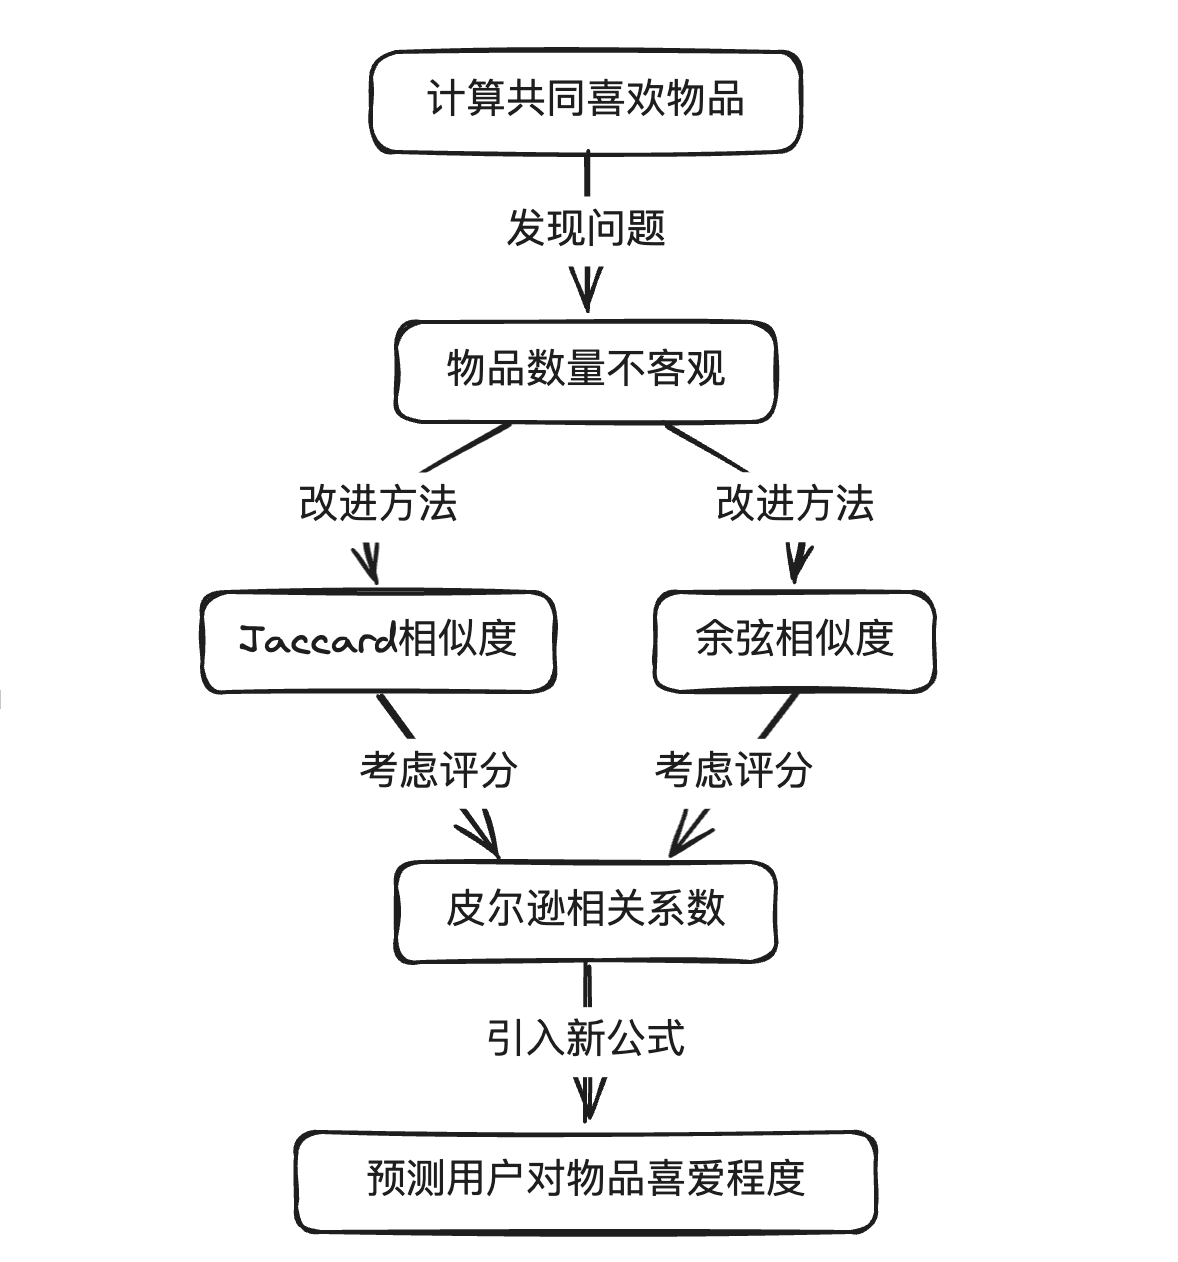 计算共同喜欢物品
发现问题
物品数量不客观
改进方法
改进方法
Jaccard相似度
余弦相似度
考虑评分
考虑评分
皮尔逊相关系数
引入新公式
预测用户对物品喜爱程度